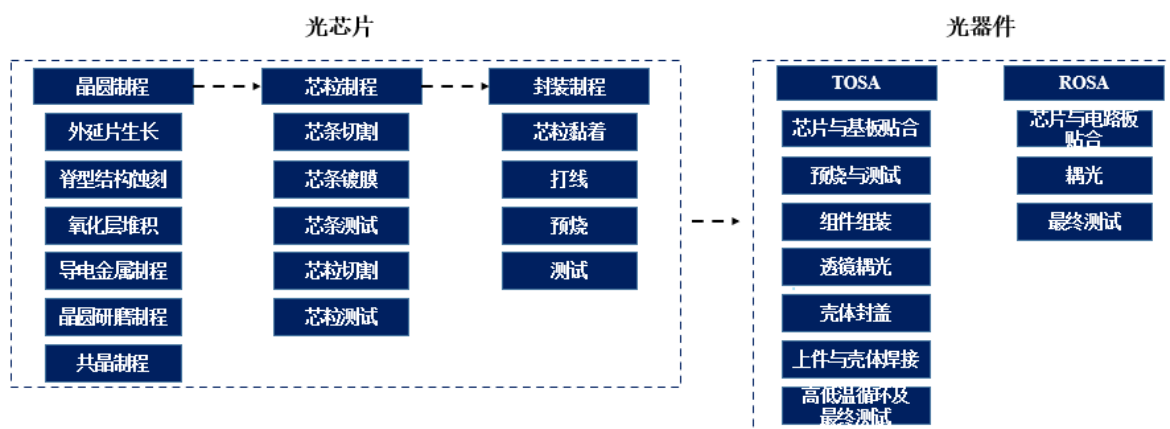 光芯片
光器件
晶圆制程
外延片生长
脊型结构蚀刻
氧化层堆积
导电金属制程
晶圆研磨制程
共晶制程
芯粒制程
芯条切割
芯条镀膜
芯条测试
芯粒切割
芯粒测试
封装制程
芯粒黏着
打线
预烧
测试
TOSA
芯片与基板贴合
预烧与测试
组件组装
透镜耦光
壳体封盖
上件与壳体焊接
高低温循环及
最终测试
ROSA
芯片与电路板
贴合
耦光
最终测试